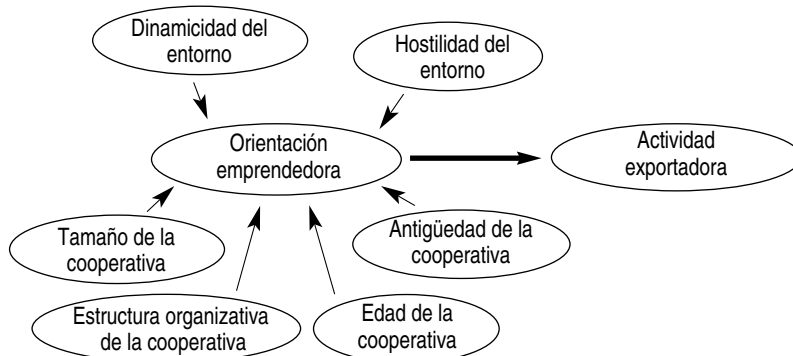 Dinamicidad del
entorno
Hostilidad del
entorno
Orientación
emprendedora
Actividad
exportadora
Tamaño de la
cooperativa
Antigüedad de la
cooperativa
Estructura organizativa
de la cooperativa
Edad de la
cooperativa